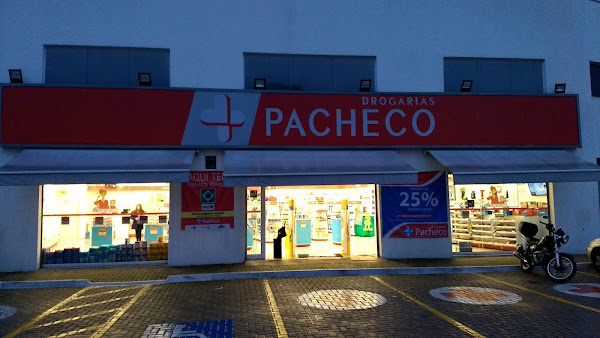 DROGARIAS
PACHECO
AQUI TEM
25%
Pacheco